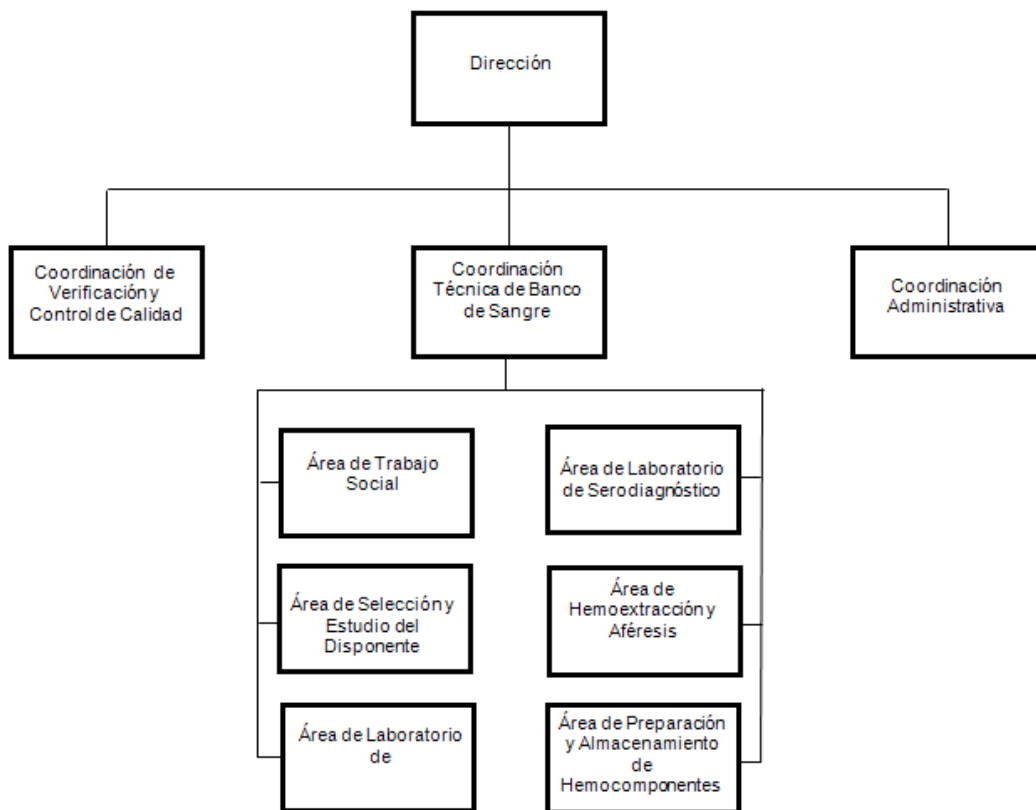 Dirección
Coordinación de
Verificación y
Control de Calidad
Coordinación
Técnica de Banco
de Sangre
Coordinación
Administrativa
Área de Trabajo
Social
Área de Laboratorio
de Serodiagnóstico
Área de Selección y
Estudio del
Disponente
Área de
Hemoextracción y
Aféresis
Área de Laboratorio
de
Área de Preparación
y Almacenamiento
de
Hemocomponentes